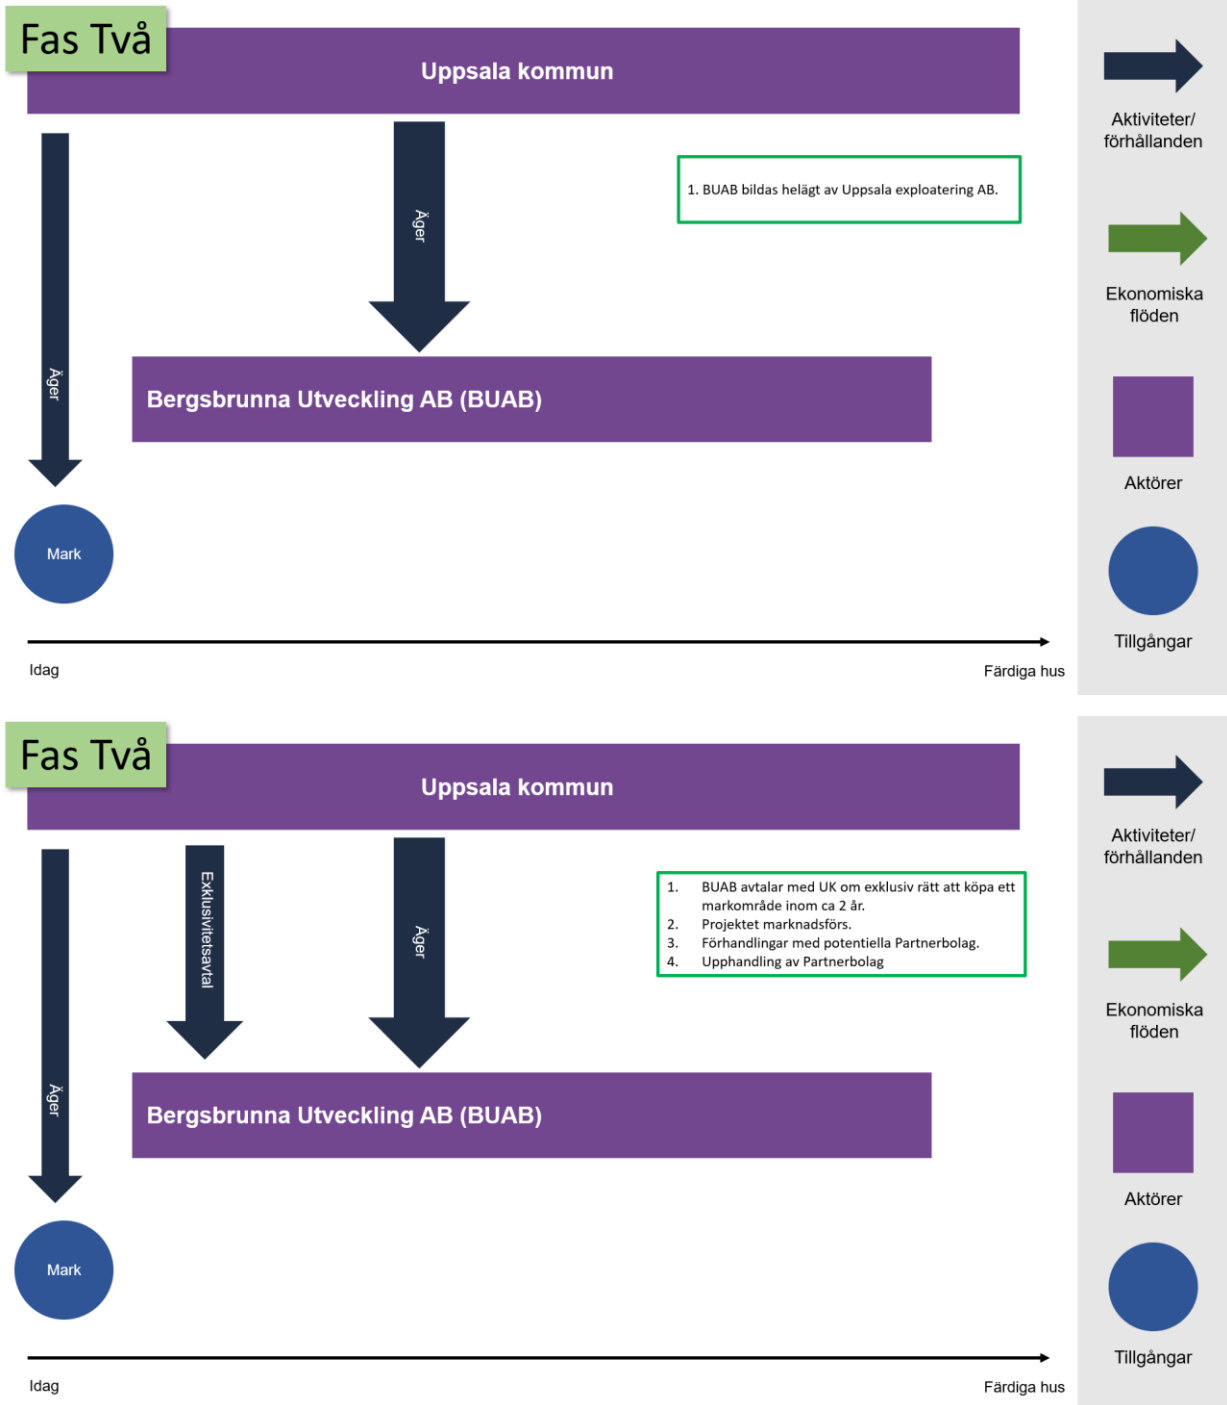 Fas Två
Uppsala kommun
1. BUAB bildas helägt av Uppsala exploatering AB.
Äger
Äger
Bergsbrunna Utveckling AB (BUAB)
Mark
Idag
Färdiga hus
Aktiviteter/
förhållanden
Ekonomiska
flöden
Aktörer
Tillgångar
Fas Två
Uppsala kommun
Exklusivitetsavtal
Äger
1. BUAB avtalar med UK om exklusiv rätt att köpa ett
markområde inom ca 2 år.
2. Projektet marknadsförs.
3. Förhandlingar med potentiella Partnerbolag.
4. Upphandling av Partnerbolag
Äger
Bergsbrunna Utveckling AB (BUAB)
Mark
Idag
Färdiga hus
Aktiviteter/
förhållanden
Ekonomiska
flöden
Aktörer
Tillgångar